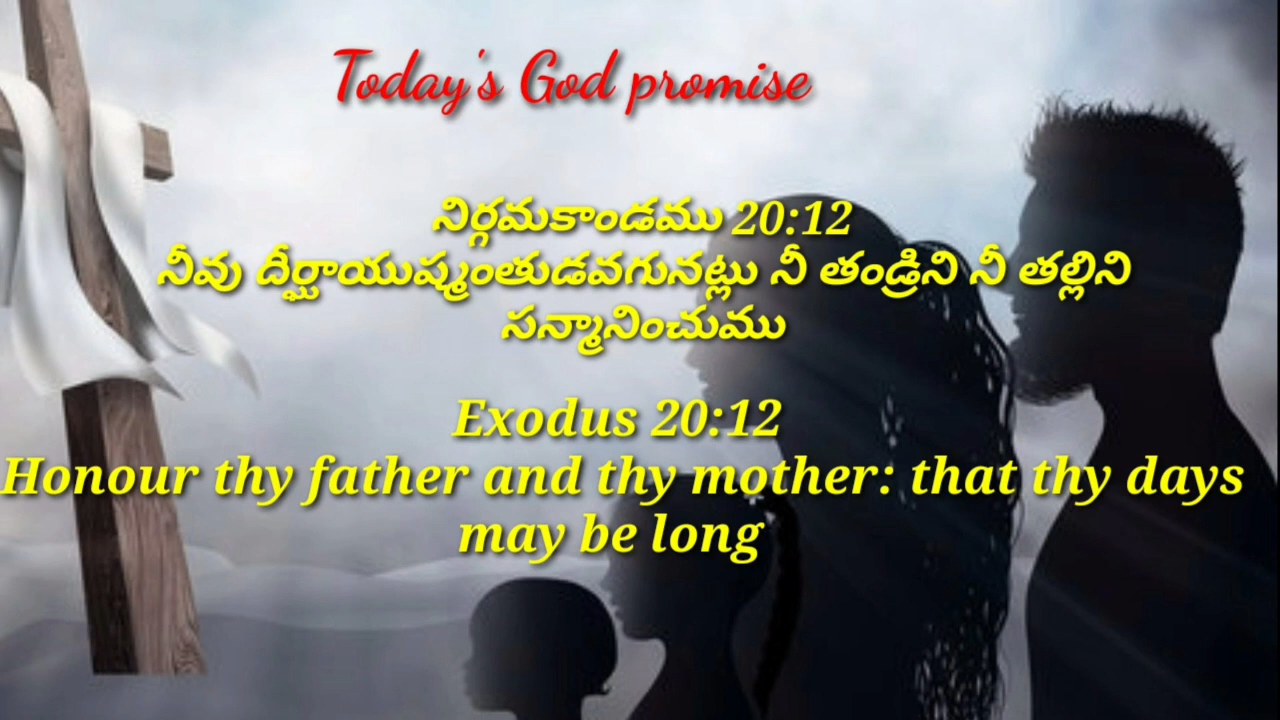 Today's God promise
నిర్గమకాండము 20:12
నీవు దీర్ఘాయుష్మంతుడవగునట్లు నీ తండ్రిని నీ తల్లిని
సన్మానించుము
Exodus 20:12
Honour thy father and thy mother: that thy days
may be long